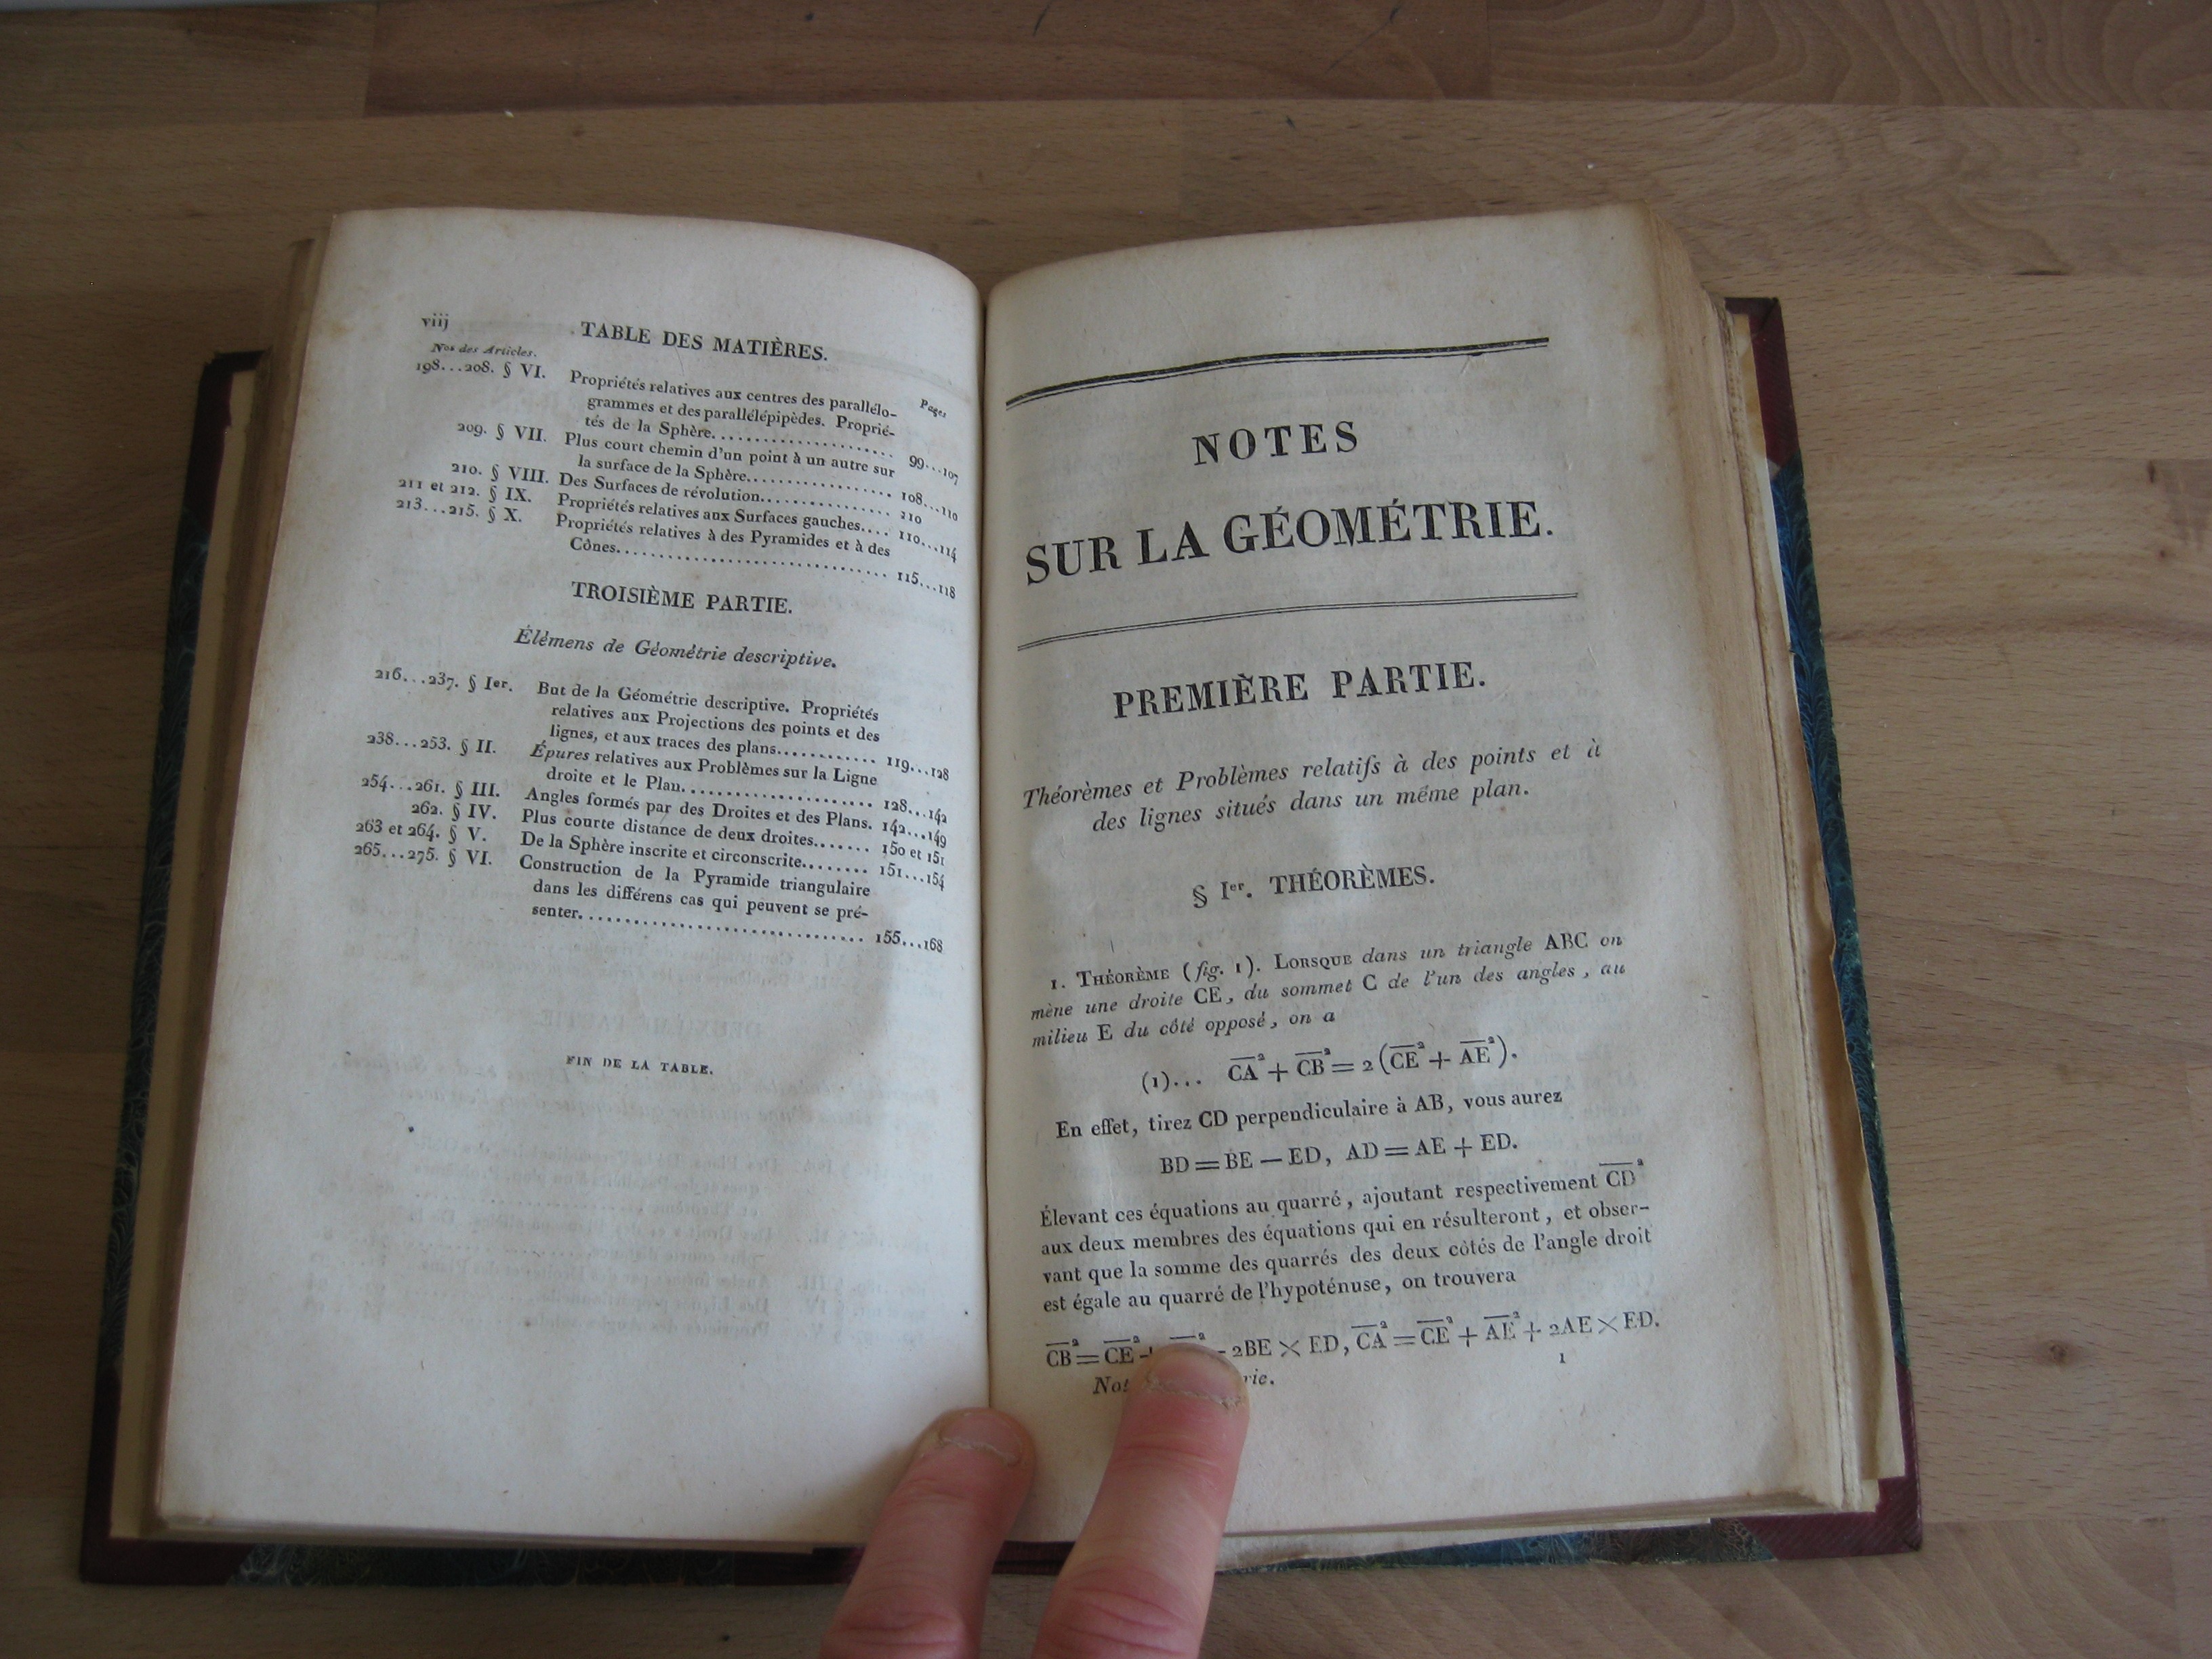 viij
TABLE DES MATIÈRES.
Nos des Articles.
Pages
198...208. § VI. Propriétés relatives aux centres des parallélo-
grammes et des parallélépipèdes. Proprié-
tés de la Sphère.................... 99...107
209. § VII. Plus court chemin d'un point à un autre sur
la surface de la Sphère.................. 108...110
210. § VIII. Des Surfaces de révolution................ 210
211 et 212. § IX. Propriétés relatives aux Surfaces gauches.... 110...114
213...215. § X. Propriétés relatives à des Pyramides et à des
Cônes.................................. 115...118
TROISIÈME PARTIE.
Élémens de Géométrie descriptive.
216...237. § Ier. But de la Géométrie descriptive. Propriétés
relatives aux Projections des points et des
lignes, et aux traces des plans............ 119...128
238...253. § II. Épures relatives aux Problèmes sur la Ligne
droite et le Plan....................... 128...142
254...261. § III. Angles formés par des Droites et des Plans. 142...149
262. § IV. Plus courte distance de deux droites....... 150 et 151
263 et 264. § V. De la Sphère inscrite et circonscrite........ 151...154
265...275. § VI. Construction de la Pyramide triangulaire
dans les différens cas qui peuvent se pré-
senter................................. 155...168
FIN DE LA TABLE.
NOTES
SUR LA GÉOMÉTRIE.
PREMIÈRE PARTIE.
Théorèmes et Problèmes relatifs à des points et à
des lignes situés dans un même plan.
§ Ier. THÉORÈMES.
1. THÉORÈME (fig. 1). LORSQUE dans un triangle ABC on
mène une droite CE, du sommet C de l'un des angles, au
milieu E du côté opposé, on a
(1)... CA² + CB² = 2 (CE² + AE²).
En effet, tirez CD perpendiculaire à AB, vous aurez
BD = BE — ED, AD = AE + ED.
Élevant ces équations au quarré, ajoutant respectivement CD²
aux deux membres des équations qui en résulteront, et obser-
vant que la somme des quarrés des deux côtés de l'angle droit
est égale au quarré de l'hypoténuse, on trouvera
CB² = CE² + ² - 2BE × ED, CA² = CE² + AE² + 2AE × ED.
1